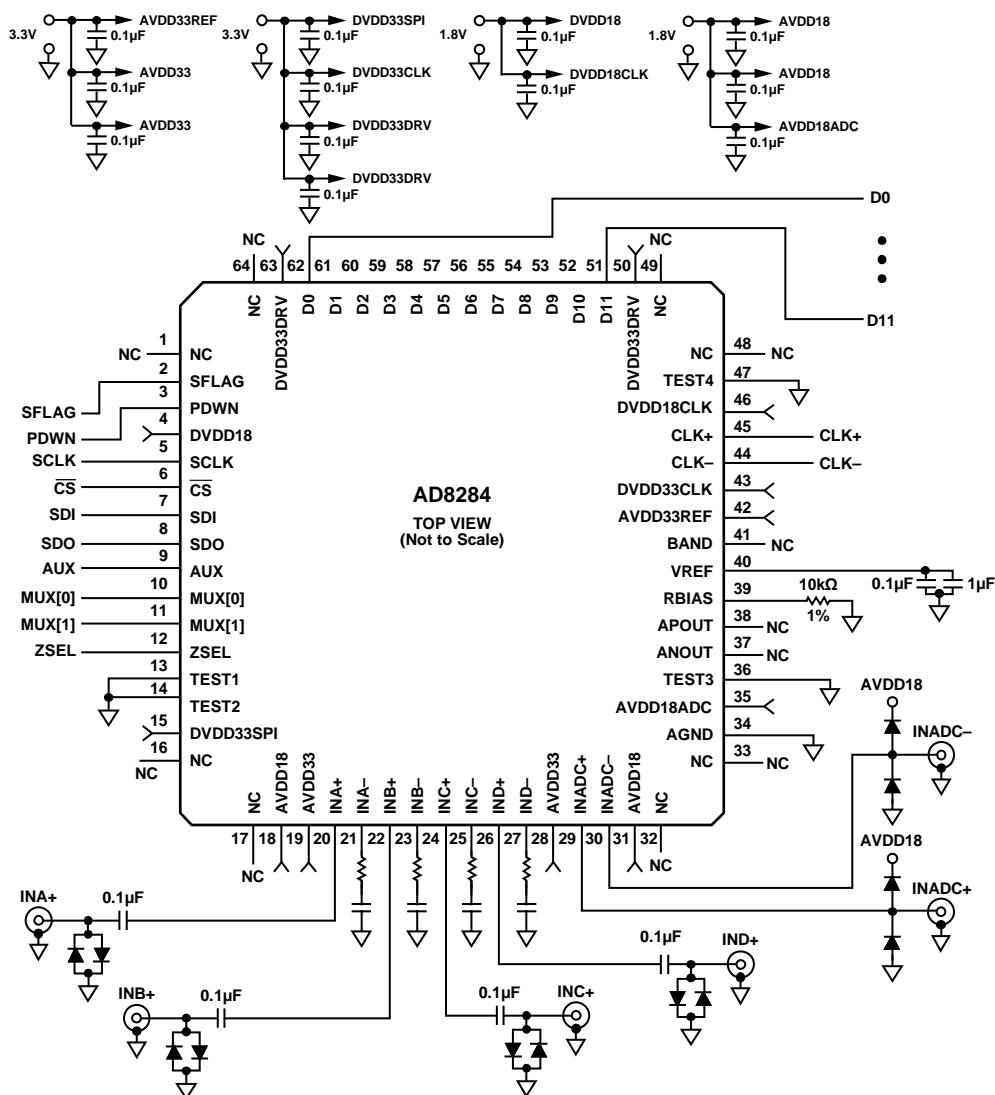 3.3V
AVDD33REF
0.1µF
AVDD33
0.1µF
AVDD33
0.1µF
3.3V
DVDD33SPI
0.1µF
DVDD33CLK
0.1µF
DVDD33DRV
0.1µF
DVDD33DRV
0.1µF
1.8V
DVDD18
0.1µF
DVDD18CLK
0.1µF
1.8V
AVDD18
0.1µF
AVDD18
0.1µF
AVDD18ADC
0.1µF
D0
D11
NC
NC
64 63 62 61 60 59 58 57 56 55 54 53 52 51 50 49
NC
DVDD33DRV
D0
D1
D2
D3
D4
D5
D6
D7
D8
D9
D10
D11
DVDD33DRV
NC
NC 1 NC
SFLAG 2 SFLAG
PDWN 3 PDWN
4 DVDD18
SCLK 5 SCLK
CS 6 CS
SDI 7 SDI
SDO 8 SDO
AUX 9 AUX
MUX[0] 10 MUX[0]
MUX[1] 11 MUX[1]
ZSEL 12 ZSEL
13 TEST1
14 TEST2
15 DVDD33SPI
NC 16 NC
AD8284
TOP VIEW
(Not to Scale)
NC 48 NC
TEST4 47
DVDD18CLK 46
CLK+ 45 CLK+
CLK– 44 CLK–
DVDD33CLK 43
AVDD33REF 42
BAND 41 NC
VREF 40 0.1µF 1µF
RBIAS 39 10kΩ
1%
APOUT 38 NC
ANOUT 37 NC
TEST3 36
AVDD18ADC 35
AGND 34
NC 33 NC
NC
AVDD18
AVDD33
INA+
INA–
INB+
INB–
INC+
INC–
IND+
IND–
AVDD33
INADC+
INADC–
AVDD18
NC
17 18 19 20 21 22 23 24 25 26 27 28 29 30 31 32
NC
NC
AVDD18
INADC–
AVDD18
INADC+
INA+
0.1µF
INB+
0.1µF
0.1µF
INC+
0.1µF
IND+